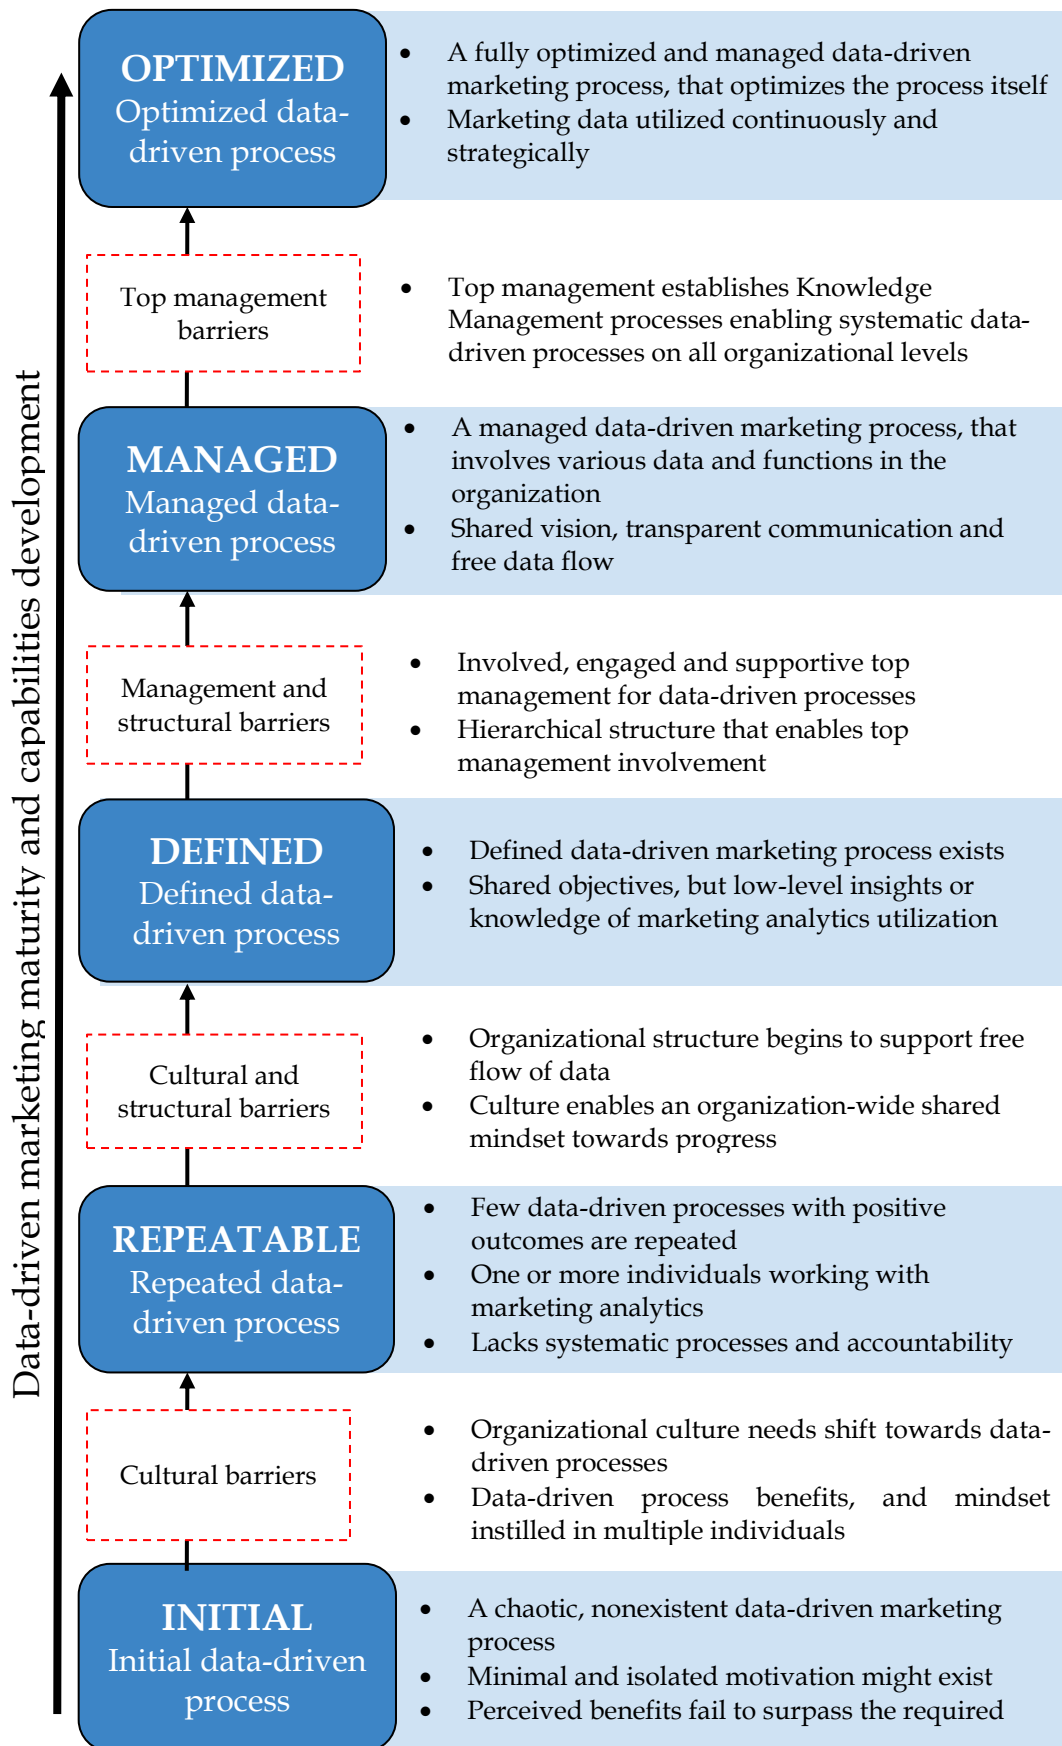 Data-driven marketing maturity and capabilities development
OPTIMIZED
Optimized data-
driven process
• A fully optimized and managed data-driven
marketing process, that optimizes the process itself
• Marketing data utilized continuously and
strategically
Top management
barriers
• Top management establishes Knowledge
Management processes enabling systematic data-
driven processes on all organizational levels
MANAGED
Managed data-
driven process
• A managed data-driven marketing process, that
involves various data and functions in the
organization
• Shared vision, transparent communication and
free data flow
Management and
structural barriers
• Involved, engaged and supportive top
management for data-driven processes
• Hierarchical structure that enables top
management involvement
DEFINED
Defined data-
driven process
• Defined data-driven marketing process exists
• Shared objectives, but low-level insights or
knowledge of marketing analytics utilization
Cultural and
structural barriers
• Organizational structure begins to support free
flow of data
• Culture enables an organization-wide shared
mindset towards progress
REPEATABLE
Repeated data-
driven process
• Few data-driven processes with positive
outcomes are repeated
• One or more individuals working with
marketing analytics
• Lacks systematic processes and accountability
Cultural barriers
• Organizational culture needs shift towards data-
driven processes
• Data-driven process benefits, and mindset
instilled in multiple individuals
INITIAL
Initial data-driven
process
• A chaotic, nonexistent data-driven marketing
process
• Minimal and isolated motivation might exist
• Perceived benefits fail to surpass the required